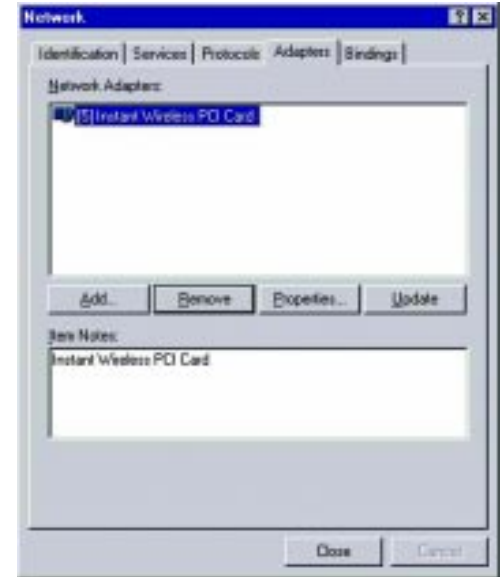 Network
Identification Services Protocols Adapters Bindings
Network Adapters:
[5] Instant Wireless PCI Card
Add... Remove Properties... Update
Item Notes:
Instant Wireless PCI Card
Close Cancel